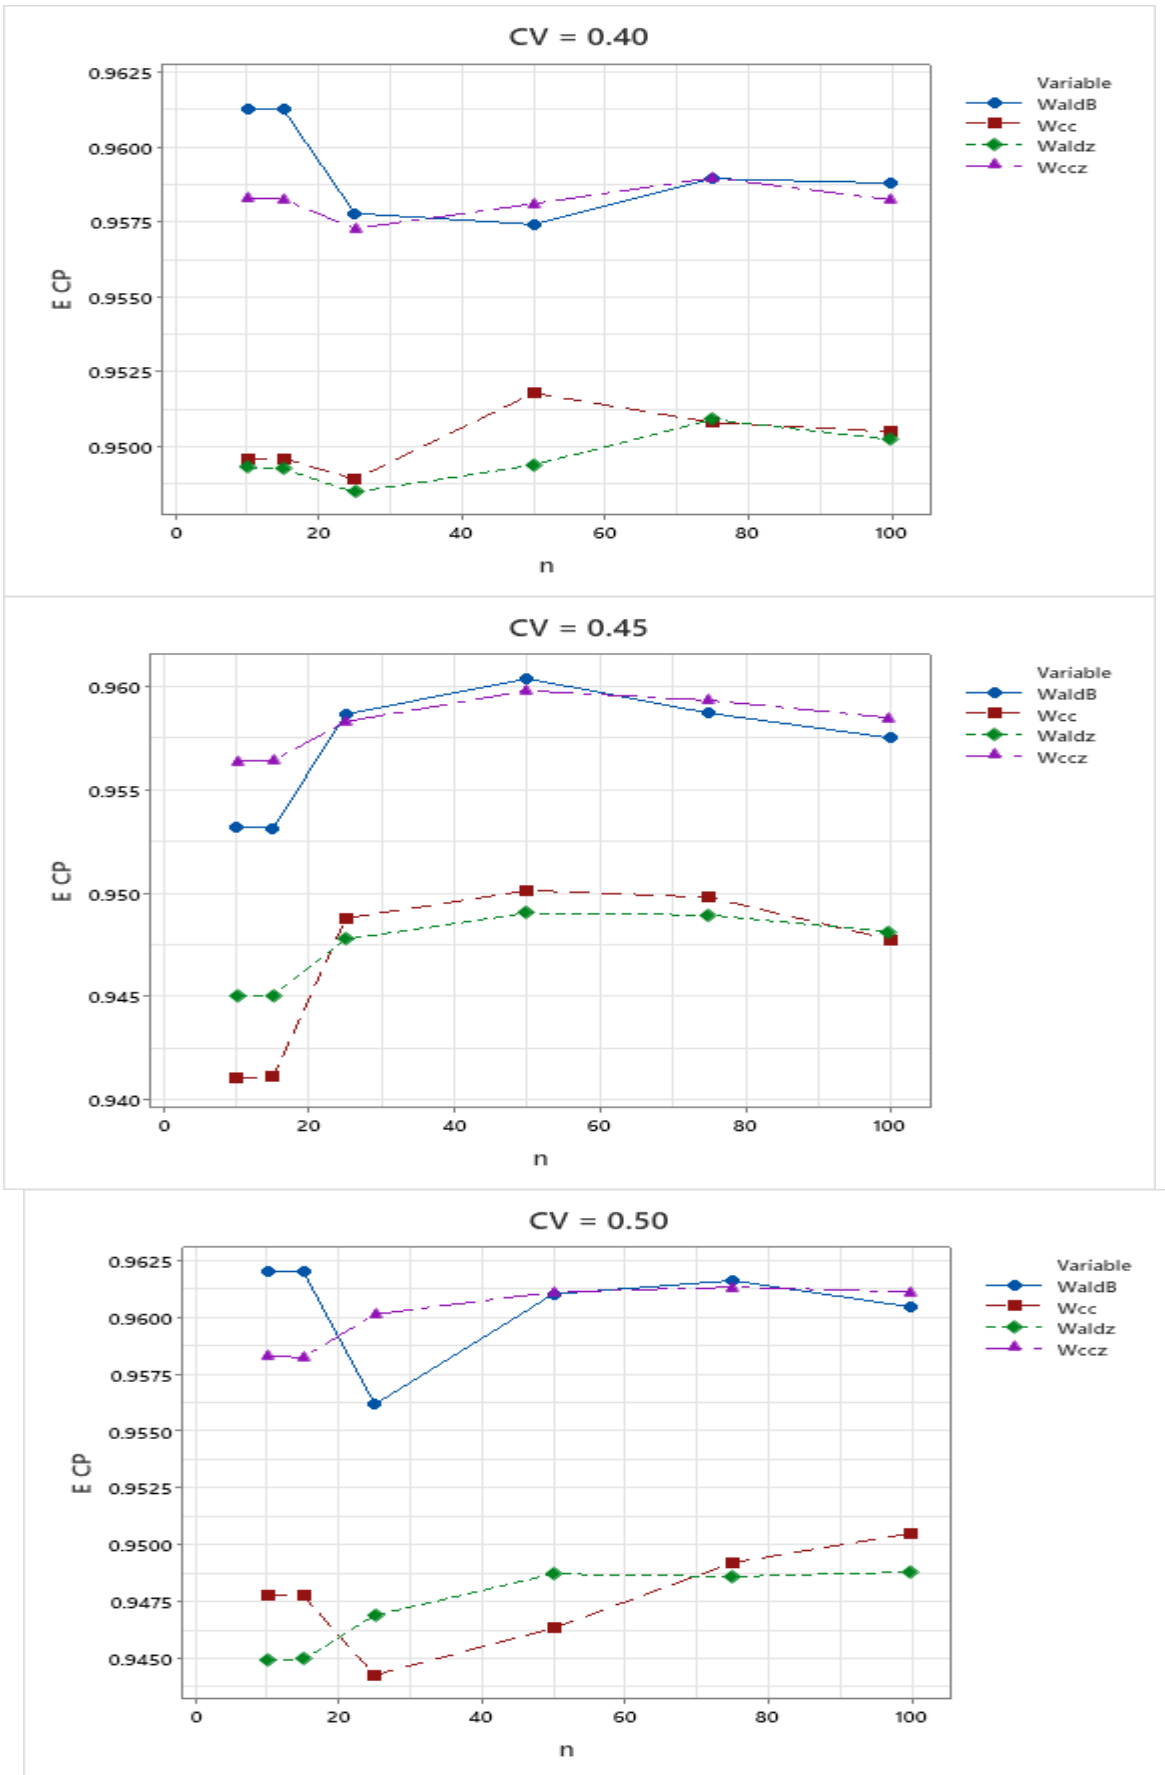 CV = 0.40
0.9625
0.9600
0.9575
0.9550
0.9525
0.9500
E CP
0 20 40 60 80 100
n
Variable
WaldB
Wcc
Waldz
Wccz
CV = 0.45
0.960
0.955
0.950
0.945
0.940
E CP
0 20 40 60 80 100
n
Variable
WaldB
Wcc
Waldz
Wccz
CV = 0.50
0.9625
0.9600
0.9575
0.9550
0.9525
0.9500
0.9475
0.9450
E CP
0 20 40 60 80 100
n
Variable
WaldB
Wcc
Waldz
Wccz